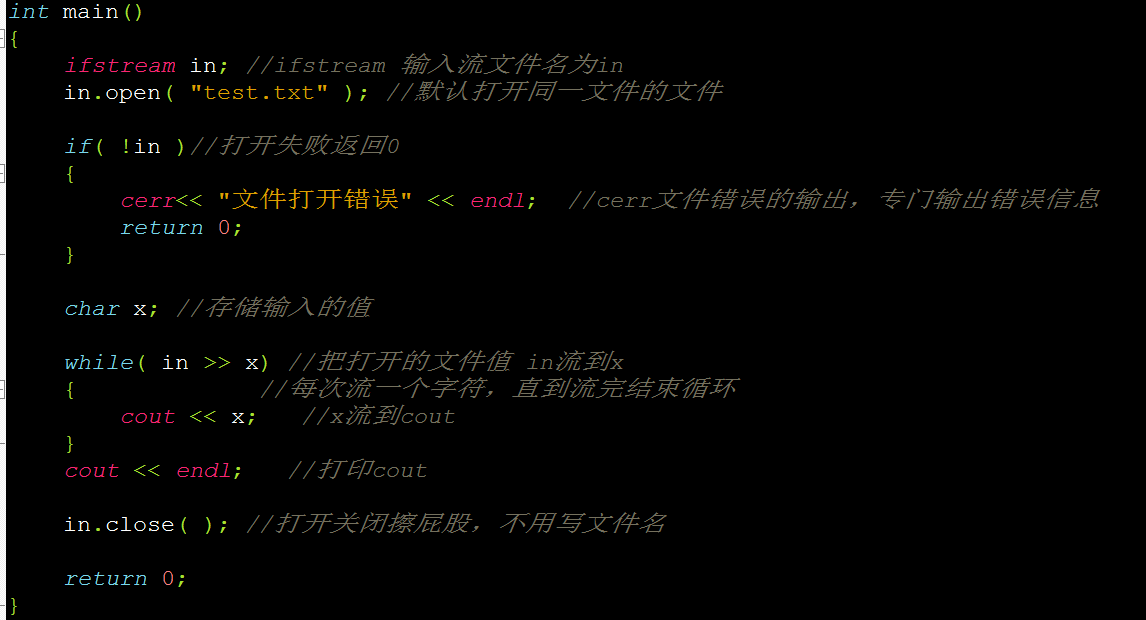 int main()
{
ifstream in; //ifstream 输入流文件名为in
in.open( "test.txt" ); //默认打开同一文件的文件
if( !in )//打开失败返回0
{
cerr<< "文件打开错误" << endl; //cerr文件错误的输出，专门输出错误信息
return 0;
}
char x; //存储输入的值
while( in >> x) //把打开的文件值 in流到x
{ //每次流一个字符，直到流完结束循环
cout << x; //x流到cout
}
cout << endl; //打印cout
in.close( ); //打开关闭擦屁股，不用写文件名
return 0;
}